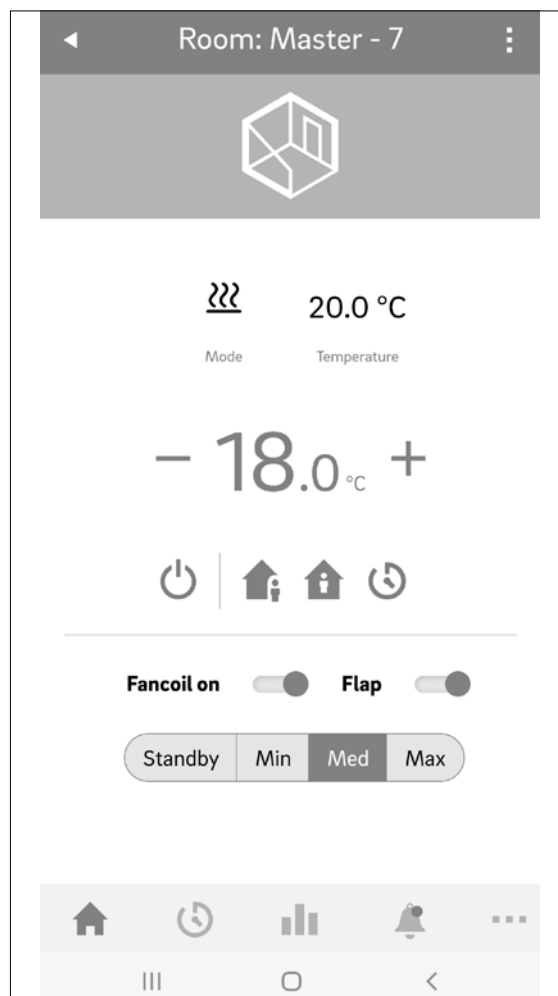 Room: Master - 7
20.0 °C
Mode Temperature
18.0 °C
Fancoil on Flap
Standby Min Med Max